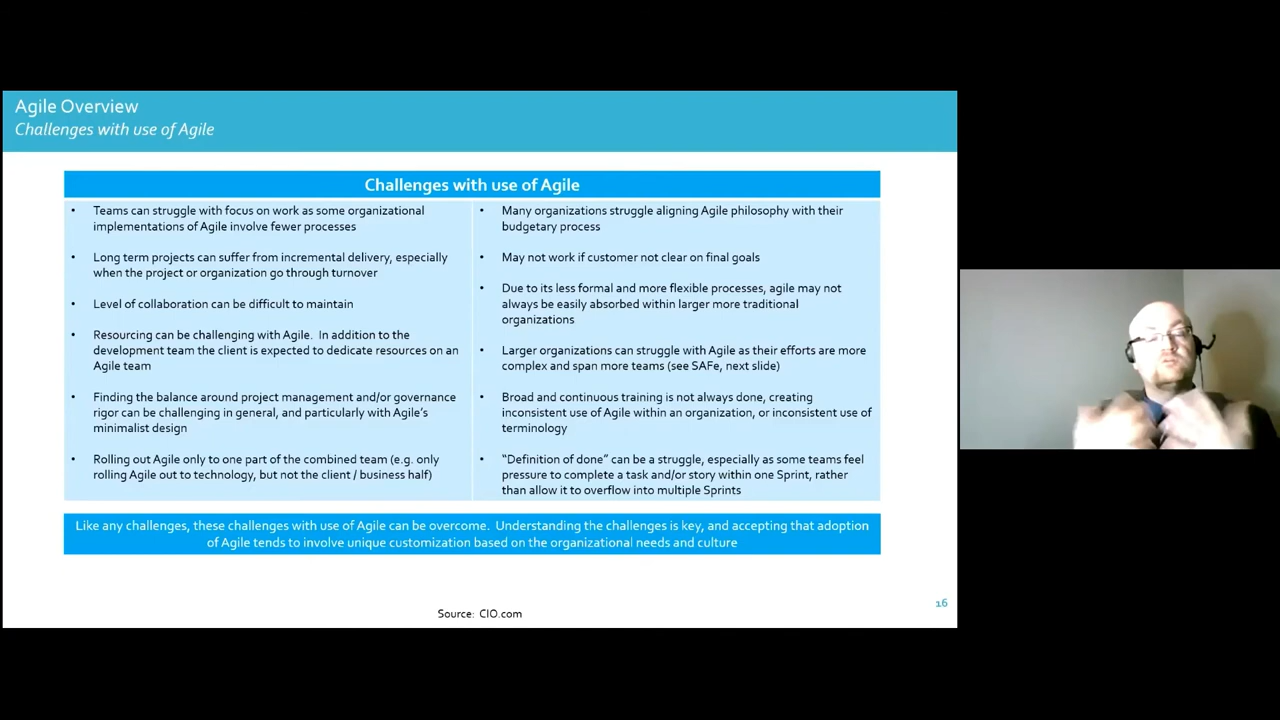 Agile Overview
Challenges with use of Agile
Challenges with use of Agile
• Teams can struggle with focus on work as some organizational
implementations of Agile involve fewer processes
• Long term projects can suffer from incremental delivery, especially
when the project or organization go through turnover
• Level of collaboration can be difficult to maintain
• Resourcing can be challenging with Agile. In addition to the
development team the client is expected to dedicate resources on an
Agile team
• Finding the balance around project management and/or governance
rigor can be challenging in general, and particularly with Agile's
minimalist design
• Rolling out Agile only to one part of the combined team (e.g. only
rolling Agile out to technology, but not the client / business half)
• Many organizations struggle aligning Agile philosophy with their
budgetary process
• May not work if customer not clear on final goals
• Due to its less formal and more flexible processes, agile may not
always be easily absorbed within larger more traditional
organizations
• Larger organizations can struggle with Agile as their efforts are more
complex and span more teams (see SAFe, next slide)
• Broad and continuous training is not always done, creating
inconsistent use of Agile within an organization, or inconsistent use of
terminology
• "Definition of done" can be a struggle, especially as some teams feel
pressure to complete a task and/or story within one Sprint, rather
than allow it to overflow into multiple Sprints
Like any challenges, these challenges with use of Agile can be overcome. Understanding the challenges is key, and accepting that adoption
of Agile tends to involve unique customization based on the organizational needs and culture
16
Source: CIO.com